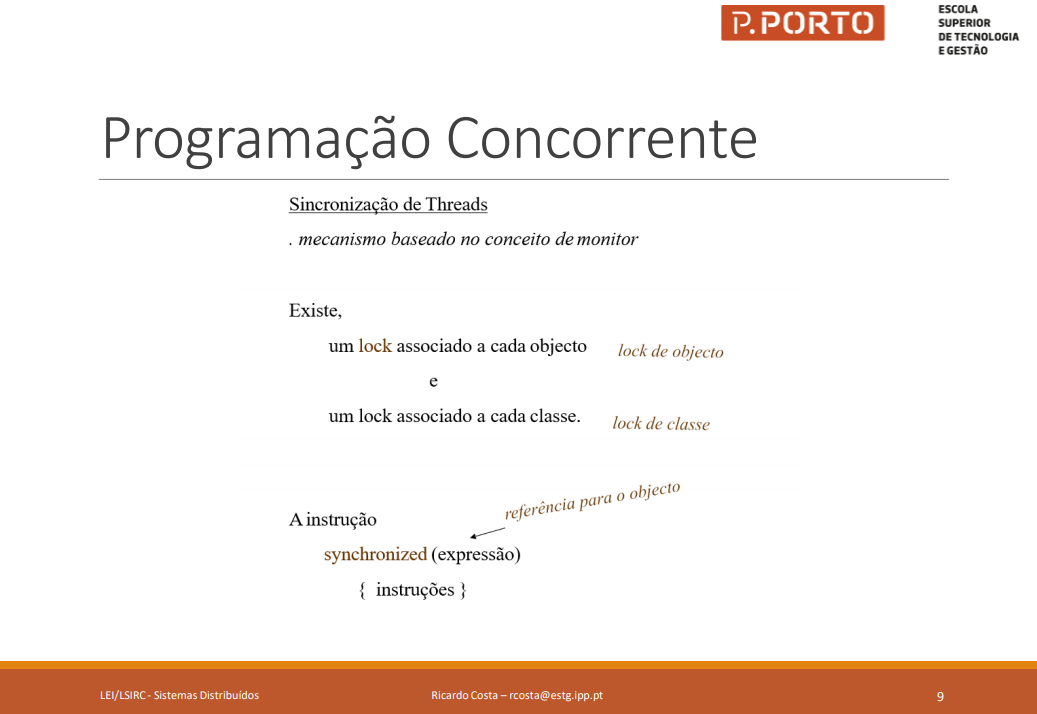 P.PORTO
ESCOLA
SUPERIOR
DE TECNOLOGIA
E GESTÃO
Programação Concorrente
Sincronização de Threads
. mecanismo baseado no conceito de monitor
Existe,
um lock associado a cada objecto lock de objecto
e
um lock associado a cada classe. lock de classe
referência para o objecto
A instrução
synchronized (expressão)
{ instruções }
LEI/LSIRC - Sistemas Distribuídos Ricardo Costa – rcosta@estg.ipp.pt 9